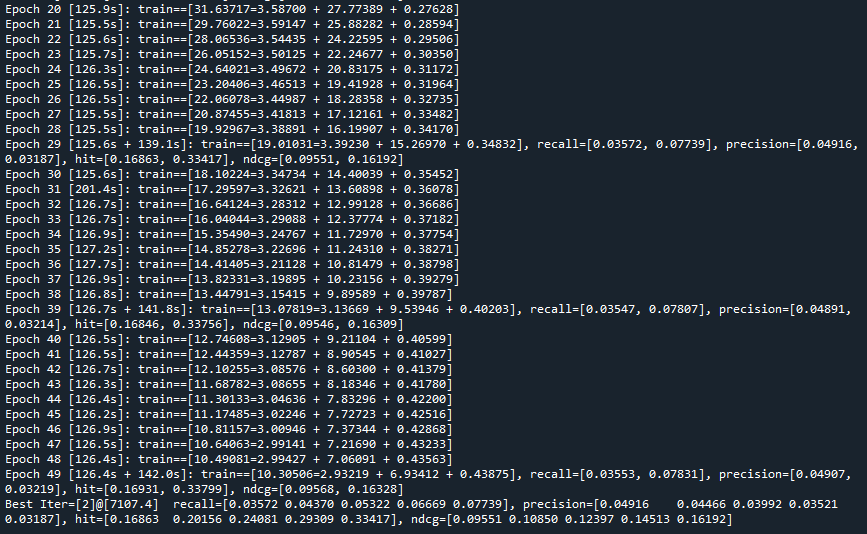 Epoch 20 [125.9s]: train==[31.63717=3.58700 + 27.77389 + 0.27628]
Epoch 21 [125.5s]: train==[29.76022=3.59147 + 25.88282 + 0.28594]
Epoch 22 [125.6s]: train==[28.06536=3.54435 + 24.22595 + 0.29506]
Epoch 23 [125.7s]: train==[26.05152=3.50125 + 22.24677 + 0.30350]
Epoch 24 [126.3s]: train==[24.64021=3.49672 + 20.83175 + 0.31172]
Epoch 25 [126.5s]: train==[23.20406=3.46513 + 19.41928 + 0.31964]
Epoch 26 [125.5s]: train==[22.06078=3.44987 + 18.28358 + 0.32735]
Epoch 27 [125.5s]: train==[20.87455=3.41813 + 17.12161 + 0.33482]
Epoch 28 [125.5s]: train==[19.92967=3.38891 + 16.19907 + 0.34170]
Epoch 29 [125.6s + 139.1s]: train==[19.01031=3.39230 + 15.26970 + 0.34832], recall=[0.03572, 0.07739], precision=[0.04916,
0.03187], hit=[0.16863, 0.33417], ndcg=[0.09551, 0.16192]
Epoch 30 [125.6s]: train==[18.10224=3.34734 + 14.40039 + 0.35452]
Epoch 31 [201.4s]: train==[17.29597=3.32621 + 13.60898 + 0.36078]
Epoch 32 [126.7s]: train==[16.64124=3.28312 + 12.99128 + 0.36686]
Epoch 33 [126.7s]: train==[16.04044=3.29088 + 12.37774 + 0.37182]
Epoch 34 [126.9s]: train==[15.35490=3.24767 + 11.72970 + 0.37754]
Epoch 35 [127.2s]: train==[14.85278=3.22696 + 11.24310 + 0.38271]
Epoch 36 [127.7s]: train==[14.41405=3.21128 + 10.81479 + 0.38798]
Epoch 37 [126.9s]: train==[13.82331=3.19895 + 10.23156 + 0.39279]
Epoch 38 [126.8s]: train==[13.44791=3.15415 + 9.89589 + 0.39787]
Epoch 39 [126.7s + 141.8s]: train==[13.07819=3.13669 + 9.53946 + 0.40203], recall=[0.03547, 0.07807], precision=[0.04891,
0.03214], hit=[0.16846, 0.33756], ndcg=[0.09546, 0.16309]
Epoch 40 [126.5s]: train==[12.74608=3.12905 + 9.21104 + 0.40599]
Epoch 41 [126.5s]: train==[12.44359=3.12787 + 8.90545 + 0.41027]
Epoch 42 [126.7s]: train==[12.10255=3.08576 + 8.60300 + 0.41379]
Epoch 43 [126.3s]: train==[11.68782=3.08655 + 8.18346 + 0.41780]
Epoch 44 [126.4s]: train==[11.30133=3.04636 + 7.83296 + 0.42200]
Epoch 45 [126.2s]: train==[11.17485=3.02246 + 7.72723 + 0.42516]
Epoch 46 [126.9s]: train==[10.81157=3.00946 + 7.37344 + 0.42868]
Epoch 47 [126.5s]: train==[10.64063=2.99141 + 7.21690 + 0.43233]
Epoch 48 [126.4s]: train==[10.49081=2.99427 + 7.06091 + 0.43563]
Epoch 49 [126.4s + 142.0s]: train==[10.30506=2.93219 + 6.93412 + 0.43875], recall=[0.03553, 0.07831], precision=[0.04907,
0.03219], hit=[0.16931, 0.33799], ndcg=[0.09568, 0.16328]
Best Iter=[2]@[7107.4]  recall=[0.03572 0.04370 0.05322 0.06669 0.07739], precision=[0.04916    0.04466 0.03992 0.03521
0.03187], hit=[0.16863  0.20156 0.24081 0.29309 0.33417], ndcg=[0.09551 0.10850 0.12397 0.14513 0.16192]